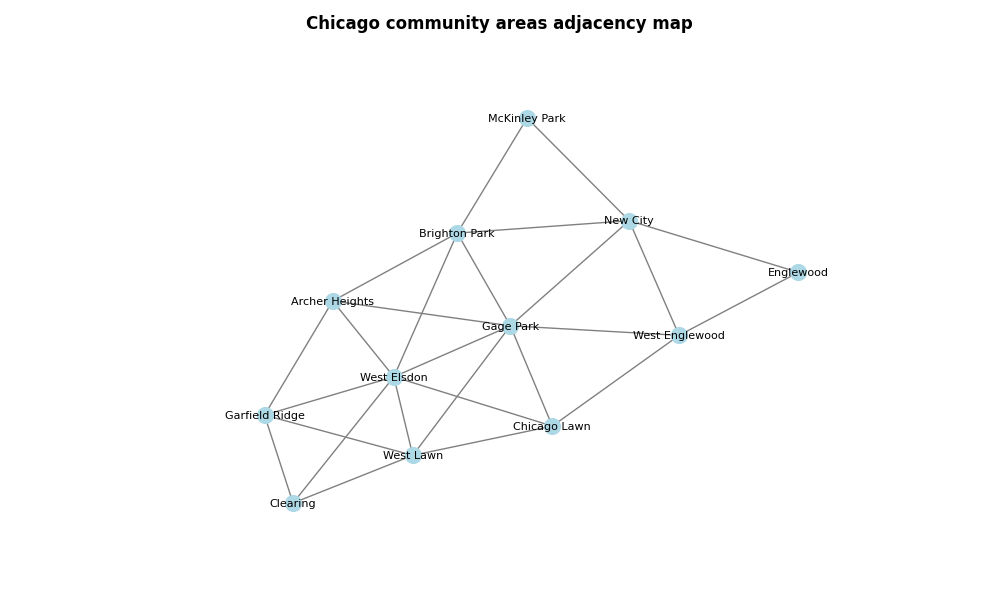 Chicago community areas adjacency map
McKinley Park
New City
Brighton Park
Englewood
Archer Heights
Gage Park
West Englewood
West Elsdon
Garfield Ridge
Chicago Lawn
West Lawn
Clearing